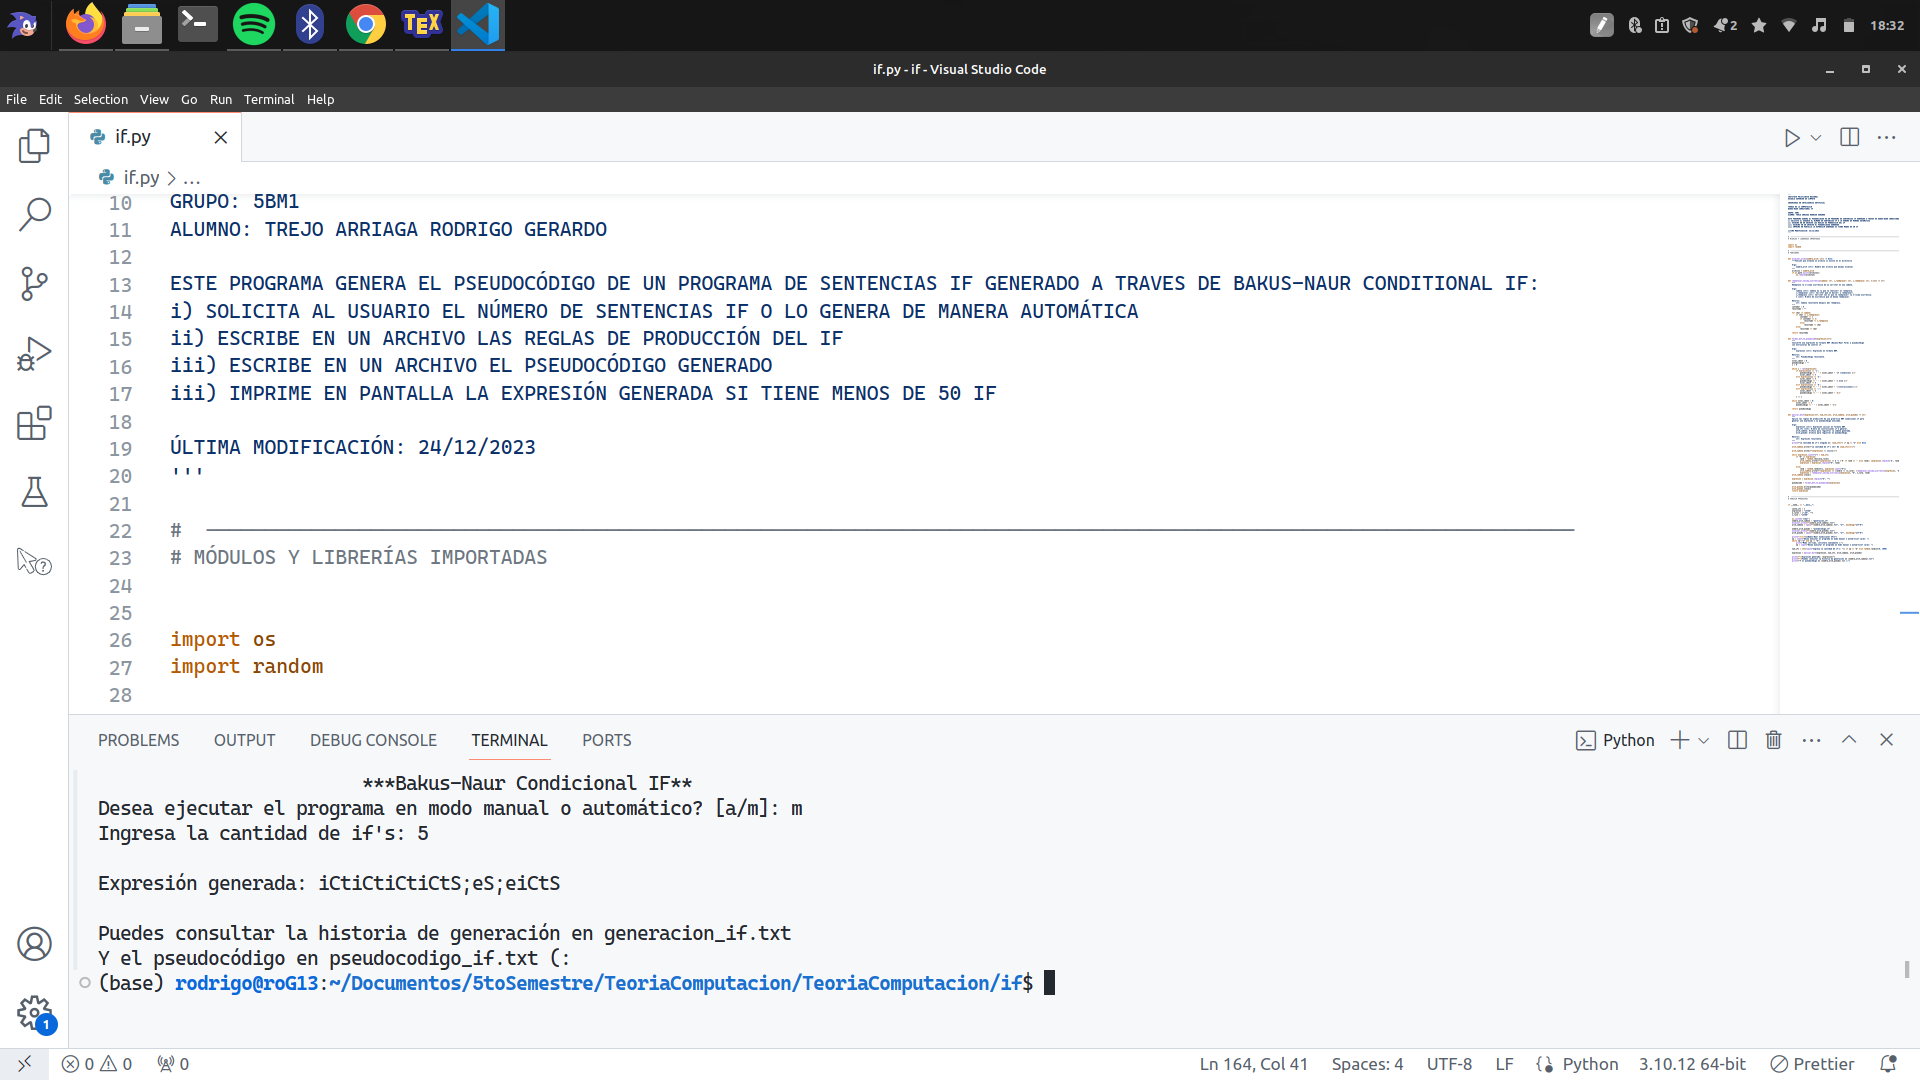 TEX
2
18:32
if.py - if - Visual Studio Code
File Edit Selection View Go Run Terminal Help
if.py
if.py > ...
10 GRUPO: 5BM1
11 ALUMNO: TREJO ARRIAGA RODRIGO GERARDO
12
13 ESTE PROGRAMA GENERA EL PSEUDOCÓDIGO DE UN PROGRAMA DE SENTENCIAS IF GENERADO A TRAVES DE BAKUS-NAUR CONDITIONAL IF:
14 i) SOLICITA AL USUARIO EL NÚMERO DE SENTENCIAS IF O LO GENERA DE MANERA AUTOMÁTICA
15 ii) ESCRIBE EN UN ARCHIVO LAS REGLAS DE PRODUCCIÓN DEL IF
16 iii) ESCRIBE EN UN ARCHIVO EL PSEUDOCÓDIGO GENERADO
17 iii) IMPRIME EN PANTALLA LA EXPRESIÓN GENERADA SI TIENE MENOS DE 50 IF
18
19 ÚLTIMA MODIFICACIÓN: 24/12/2023
20 '''
21
22 #
23 # MÓDULOS Y LIBRERÍAS IMPORTADAS
24
25
26 import os
27 import random
28
PROBLEMS OUTPUT DEBUG CONSOLE TERMINAL PORTS
Python
***Bakus-Naur Condicional IF**
Desea ejecutar el programa en modo manual o automático? [a/m]: m
Ingresa la cantidad de if's: 5
Expresión generada: iCtiCtiCtiCtS;eS;eiCtS
Puedes consultar la historia de generación en generacion_if.txt
Y el pseudocódigo en pseudocodigo_if.txt (:
(base) rodrigo@roG13:~/Documentos/5toSemestre/TeoriaComputacion/TeoriaComputacion/if$
1
0 0 0 Ln 164, Col 41 Spaces: 4 UTF-8 LF Python 3.10.12 64-bit Prettier